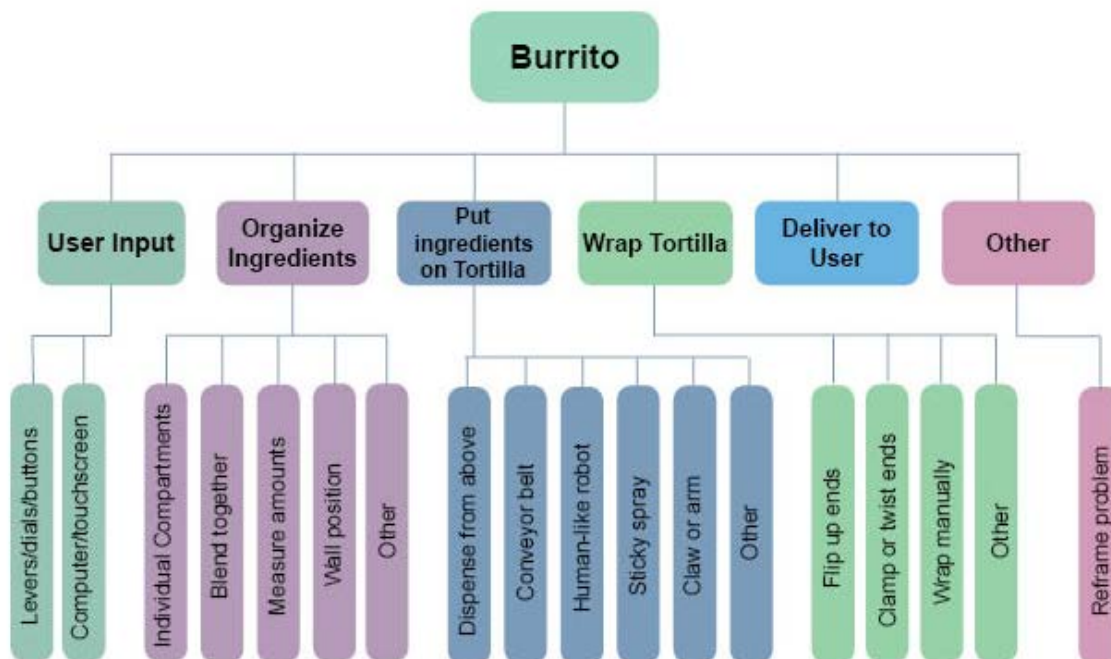 Burrito
User Input
Organize
Ingredients
Put
ingredients
on Tortilla
Wrap Tortilla
Deliver to
User
Other
Levers/dials/buttons
Computer/touchscreen
Individual Compartments
Blend together
Measure amounts
Wall position
Other
Dispense from above
Conveyor belt
Human-like robot
Sticky spray
Claw or arm
Other
Flip up ends
Clamp or twist ends
Wrap manually
Other
Reframe problem